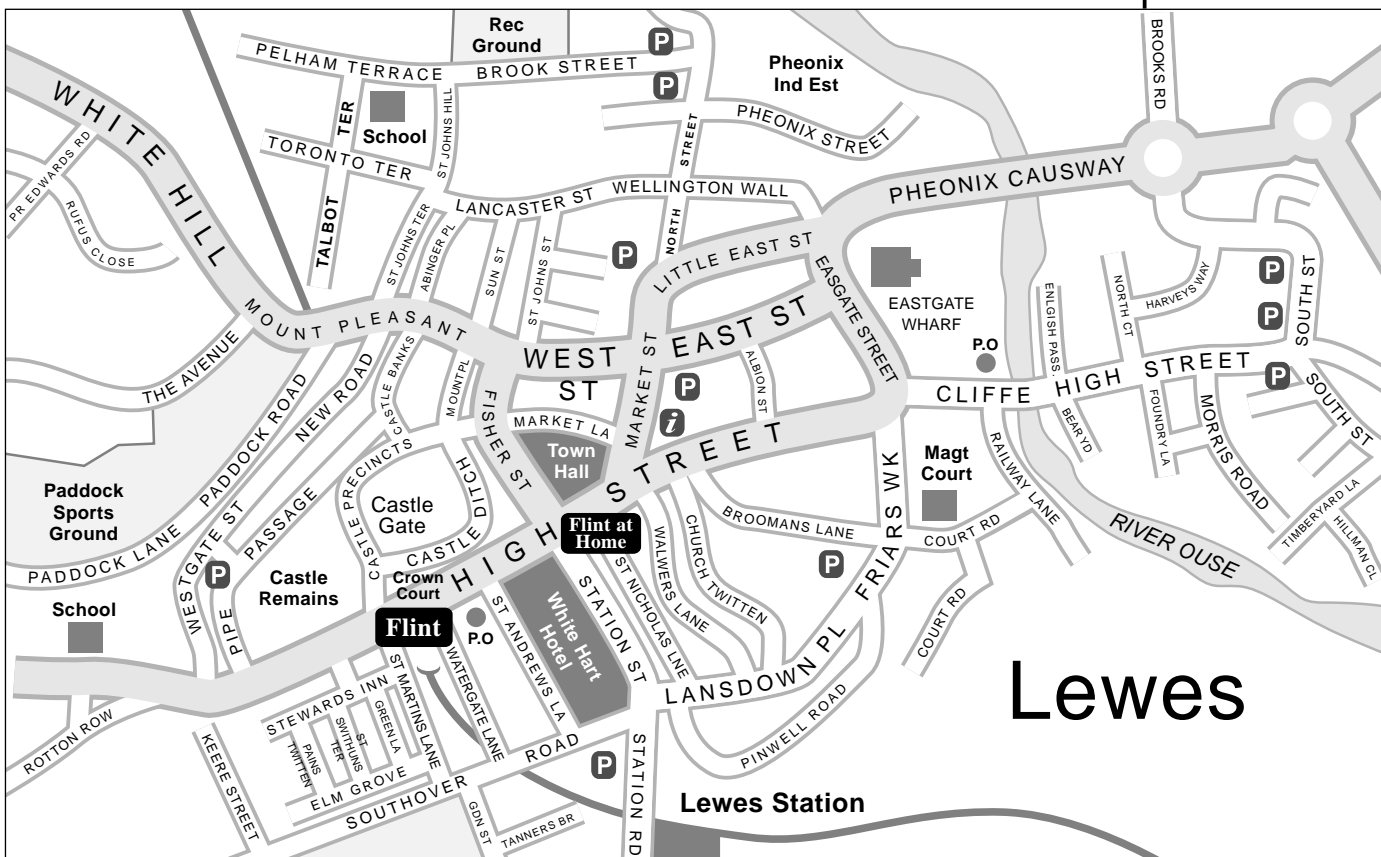 Rec
Ground
P
PELHAM TERRACE
BROOK STREET
P
Pheonix
Ind Est
BROOKS RD
WHITE HILL
TALBOT TER
School
ST JOHNS HILL
PHEONIX STREET
NORTH STREET
TORONTO TER
PR EDWARDS RD
RUFUS CLOSE
LANCASTER ST
WELLINGTON WALL
PHEONIX CAUSWAY
ST JOHNS TER
ABINGER PL
SUN ST
ST JOHNS ST
P
LITTLE EAST ST
EASGATE STREET
EASTGATE
WHARF
P.O
ENLGISH PASS.
NORTH CT
HARVEYS WAY
P
P
SOUTH ST
MOUNT PLEASANT
THE AVENUE
WEST
ST
EAST ST
MARKET ST
ALBION ST
P
i
CLIFFE HIGH STREET
P
SOUTH ST
PADDOCK ROAD
NEW ROAD
CASTLE BANKS
MOUNT PL
FISHER ST
MARKET LA
Town
Hall
BEAR YD
FOUNDRY LA
MORRIS ROAD
TIMBERYARD LA
HILLMAN CL
RAILWAY LANE
Magt
Court
Paddock
Sports
Ground
PADDOCK LANE
WESTGATE ST
PIPE PASSAGE
P
CASTLE PRECINCTS
Castle
Gate
CASTLE DITCH
HIGH STREET
Flint at
Home
BROOMANS LANE
FRIARS WK
COURT RD
RIVER OUSE
P
School
Castle
Remains
Crown
Court
Flint
P.O
WALWERS LANE
CHURCH TWITTEN
ST NICHOLAS LNE
STATION ST
White Hart
Hotel
ST ANDREWS LA
WATERGATE LANE
ST MARTINS LANE
COURT RD
LANSDOWN PL
PINWELL ROAD
Lewes
ROTTON ROW
KEERE STREET
STEWARDS INN
PAINS
TWITTEN
ST
SWITHUNS
TER
GREEN LA
ELM GROVE
SOUTHOVER ROAD
P
STATION RD
Lewes Station
GDN ST
TANNERS BR